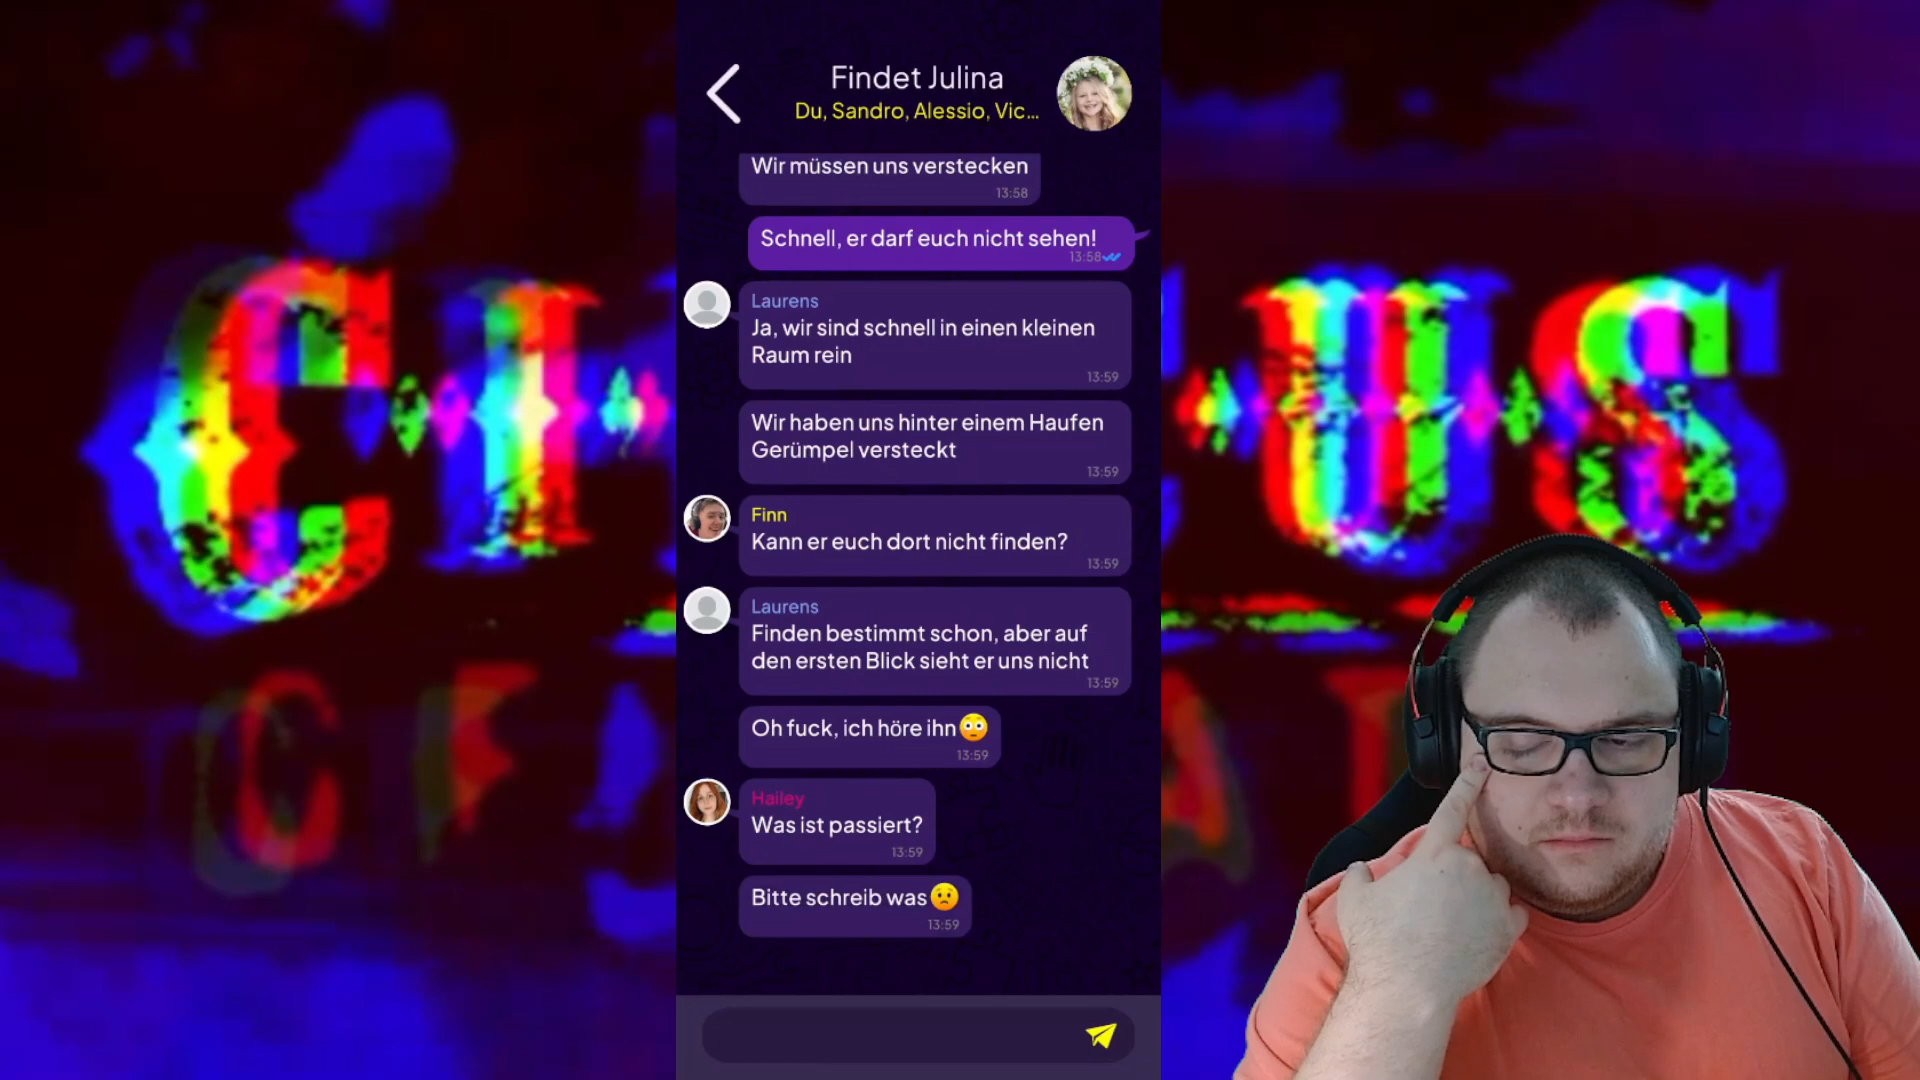 Findet Julina
Du, Sandro, Alessio, Vic...
Wir müssen uns verstecken
13:58
Schnell, er darf euch nicht sehen!
13:58
Laurens
Ja, wir sind schnell in einen kleinen
Raum rein
13:59
Wir haben uns hinter einem Haufen
Gerümpel versteckt
13:59
Finn
Kann er euch dort nicht finden?
13:59
Laurens
Finden bestimmt schon, aber auf
den ersten Blick sieht er uns nicht
13:59
Oh fuck, ich höre ihn😳
13:59
Hailey
Was ist passiert?
13:59
Bitte schreib was😟
13:59